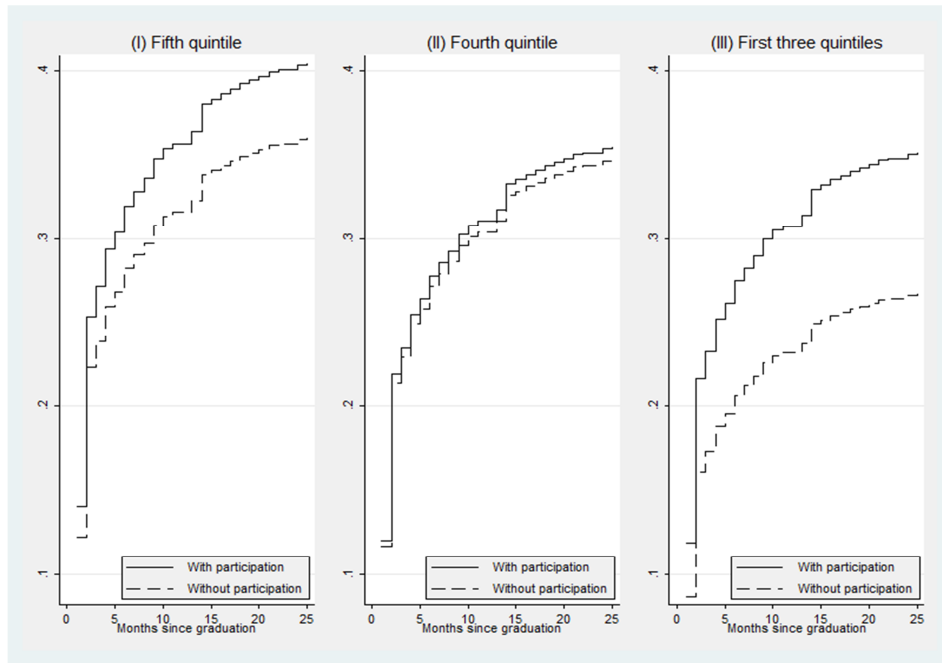 (I) Fifth quintile
.4
.3
.2
.1
With participation
Without participation
0 5 10 15 20 25
Months since graduation
(II) Fourth quintile
.4
.3
.2
.1
With participation
Without participation
0 5 10 15 20 25
Months since graduation
(III) First three quintiles
.4
.3
.2
.1
With participation
Without participation
0 5 10 15 20 25
Months since graduation